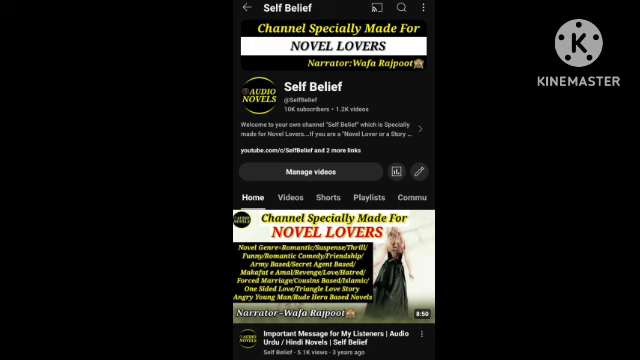 Self Belief
Channel Specially Made For
NOVEL LOVERS
Narrator:Wafa Rajpoot🙈
AUDIO
NOVELS
Self Belief
@SelfBelief
10K subscribers • 1.2K videos
Welcome to your own channel "Self Belief" which is Specially
made for Novel Lovers...If you are a "Novel Lover or a Story ...
youtube.com/c/SelfBelief and 2 more links
Manage videos
Home Videos Shorts Playlists Commu
AUDIO
NOVELS
Channel Specially Made For
NOVEL LOVERS
Novel Genre=Romantic/Suspense/Thrill/
Funny/Romantic Comedy/Friendship/
Army Based/Secret Agent Based/
Makafat e Amal/Revenge/Love/Hatred/
Forced Marriage/Cousins Based/Islamic/
One Sided Love/Triangle Love Story
Angry Young Man/Rude Hero Based Novels
Narrator=Wafa Rajpoot🙈
8:50
AUDIO
NOVELS
Important Message for My Listeners | Audio
Urdu / Hindi Novels | Self Belief
Self Belief • 5.1K views • 3 years ago
K
KINEMASTER